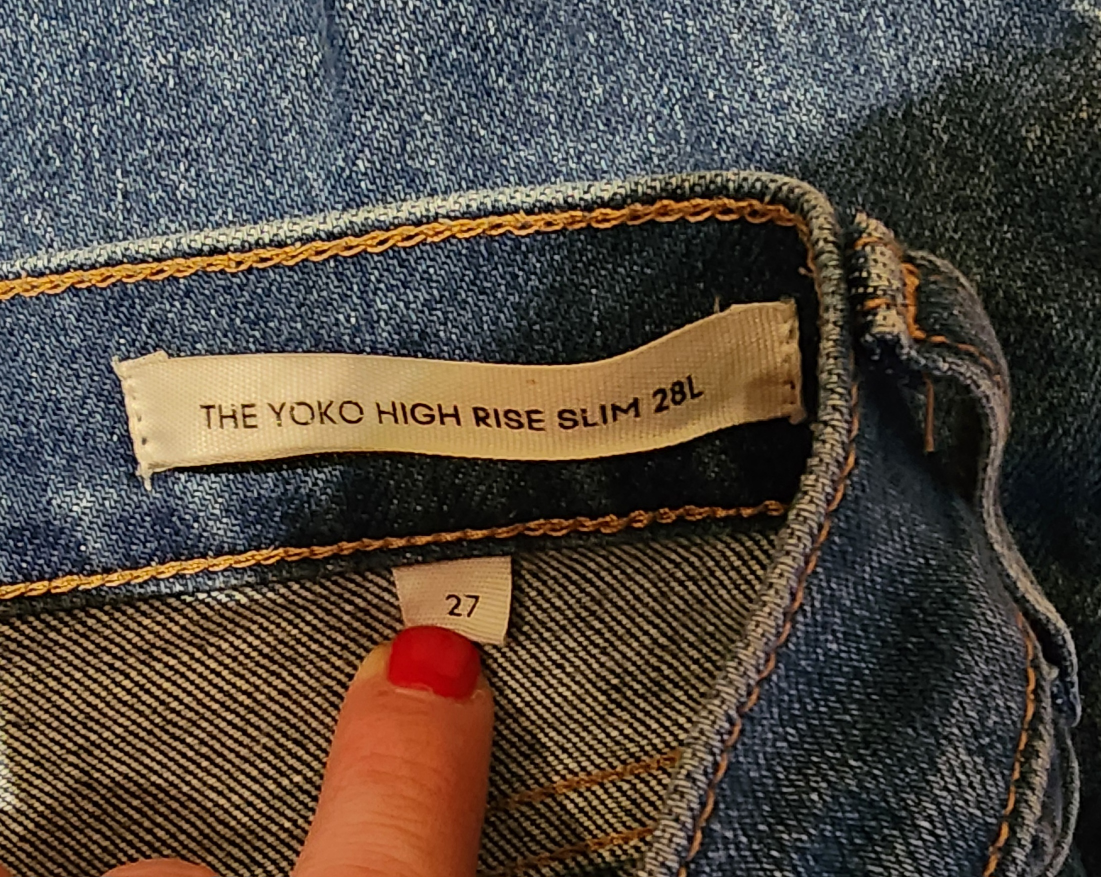 THE YOKO HIGH RISE SLIM 28L
27